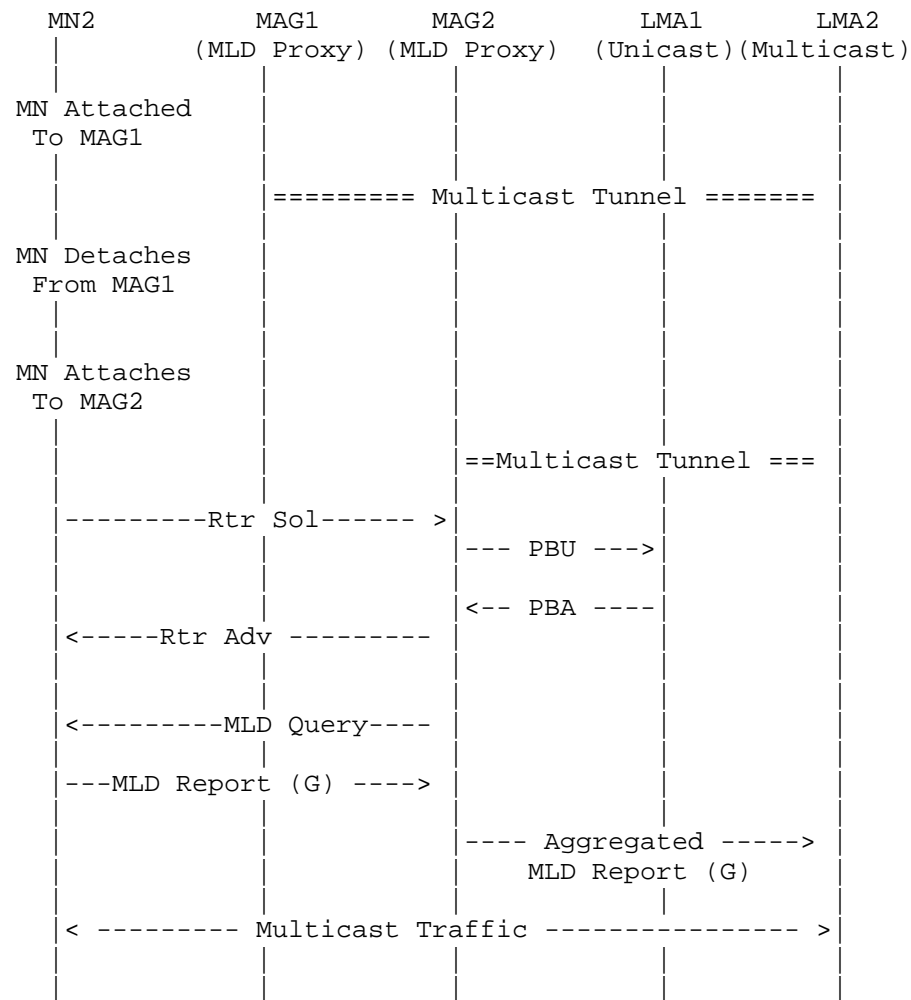 MN2 MAG1 MAG2 LMA1 LMA2
(MLD Proxy) (MLD Proxy) (Unicast)(Multicast)
MN Attached
To MAG1
========= Multicast Tunnel =======
MN Detaches
From MAG1
MN Attaches
To MAG2
==Multicast Tunnel ===
---------Rtr Sol------ >
--- PBU --->
<-- PBA ----
<-----Rtr Adv ---------
<---------MLD Query----
---MLD Report (G) ---->
---- Aggregated ----->
MLD Report (G)
< --------- Multicast Traffic ---------------- >